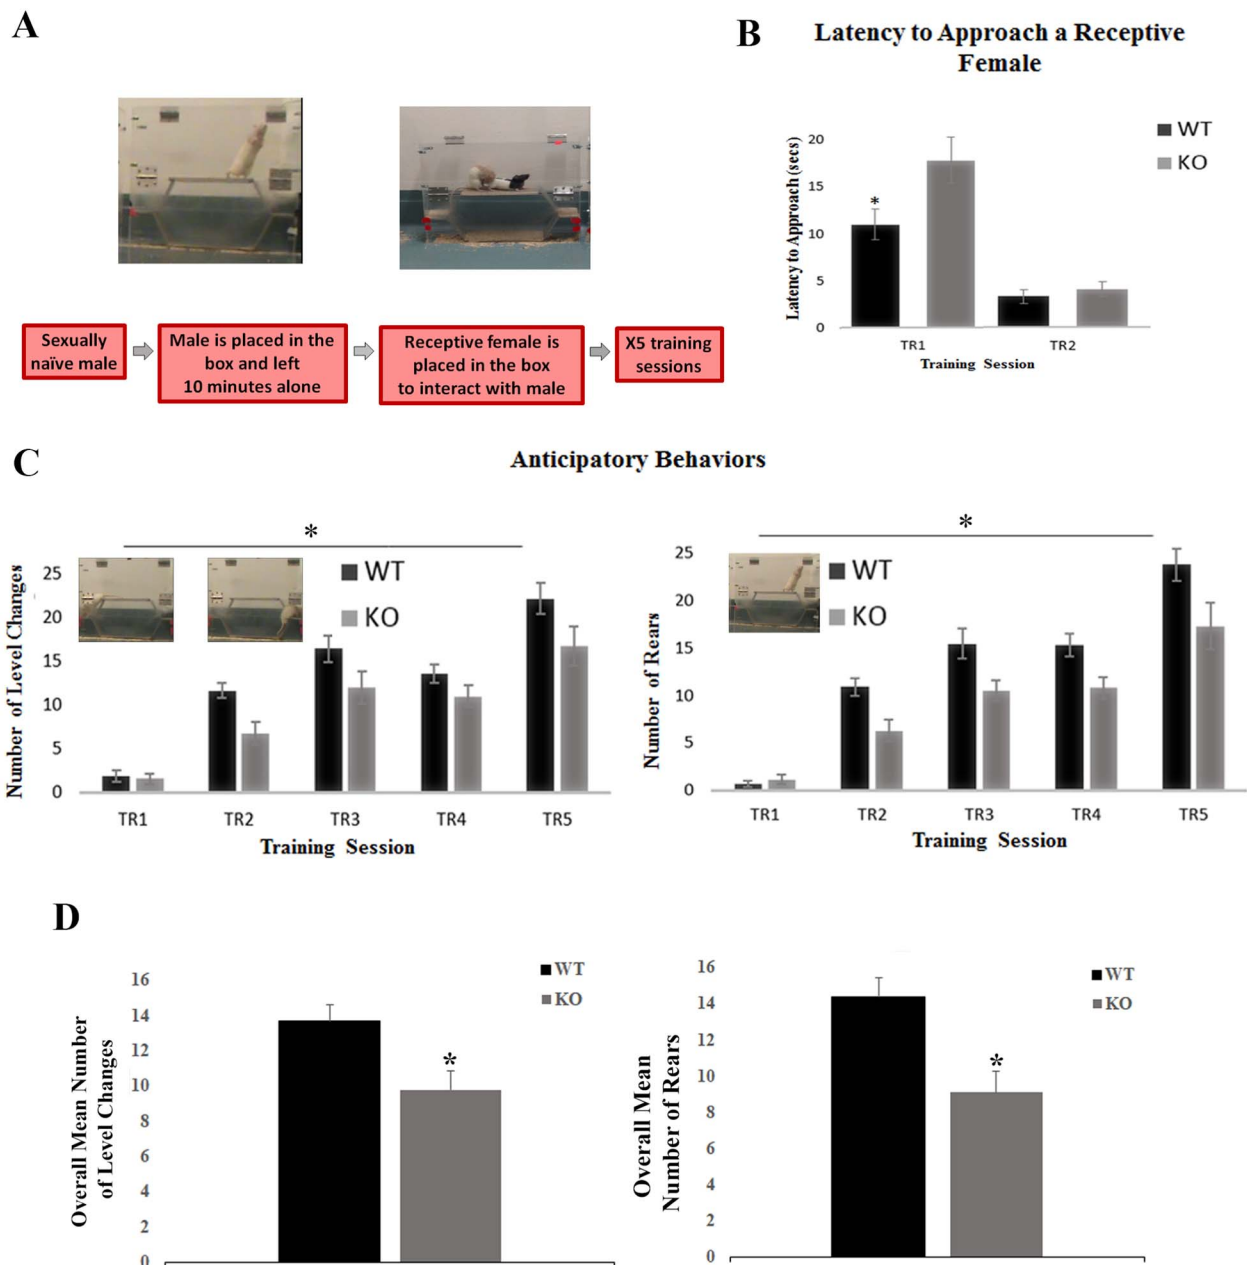 A
Sexually
naïve male
Male is placed in the
box and left
10 minutes alone
Receptive female is
placed in the box
to interact with male
X5 training
sessions
B
Latency to Approach a Receptive
Female
Latency to Approach (secs)
20
15
10
5
0
*
WT
KO
TR1
TR2
Training Session
C
Anticipatory Behaviors
*
Number of Level Changes
25
20
15
10
5
0
WT
KO
TR1
TR2
TR3
TR4
TR5
Training Session
*
Number of Rears
25
20
15
10
5
0
WT
KO
TR1
TR2
TR3
TR4
TR5
Training Session
D
Overall Mean Number
of Level Changes
16
14
12
10
8
6
4
2
0
*
WT
KO
Overall Mean
Number of Rears
16
14
12
10
8
6
4
2
0
*
WT
KO